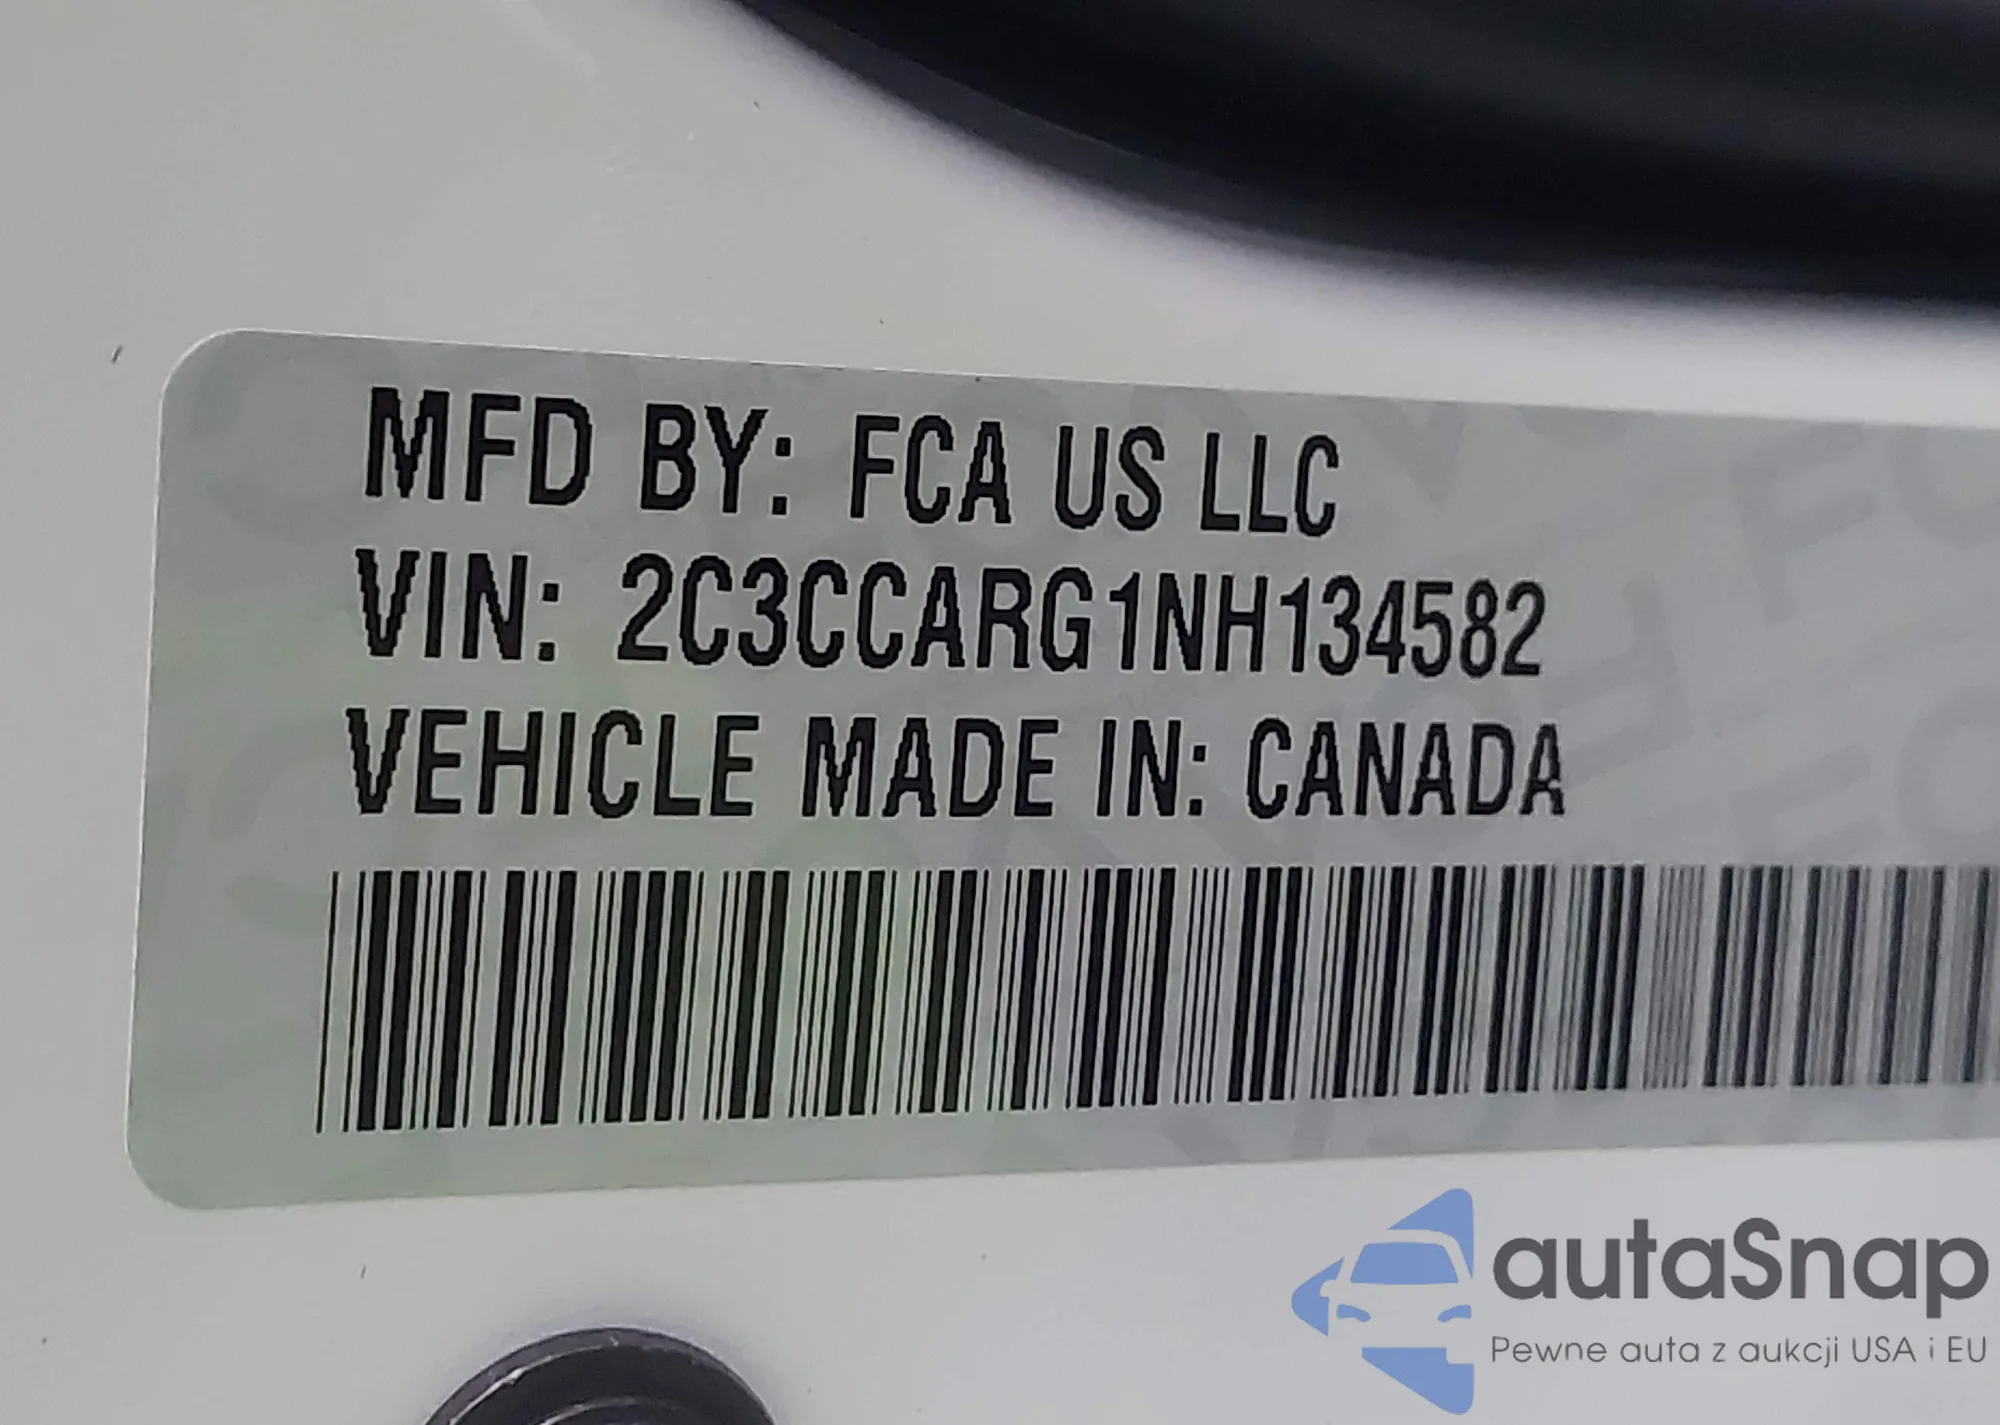 MFD BY: FCA US LLC
VIN: 2C3CCARG1NH134582
VEHICLE MADE IN: CANADA
autaSnap
Pewne auta z aukcji USA i EU